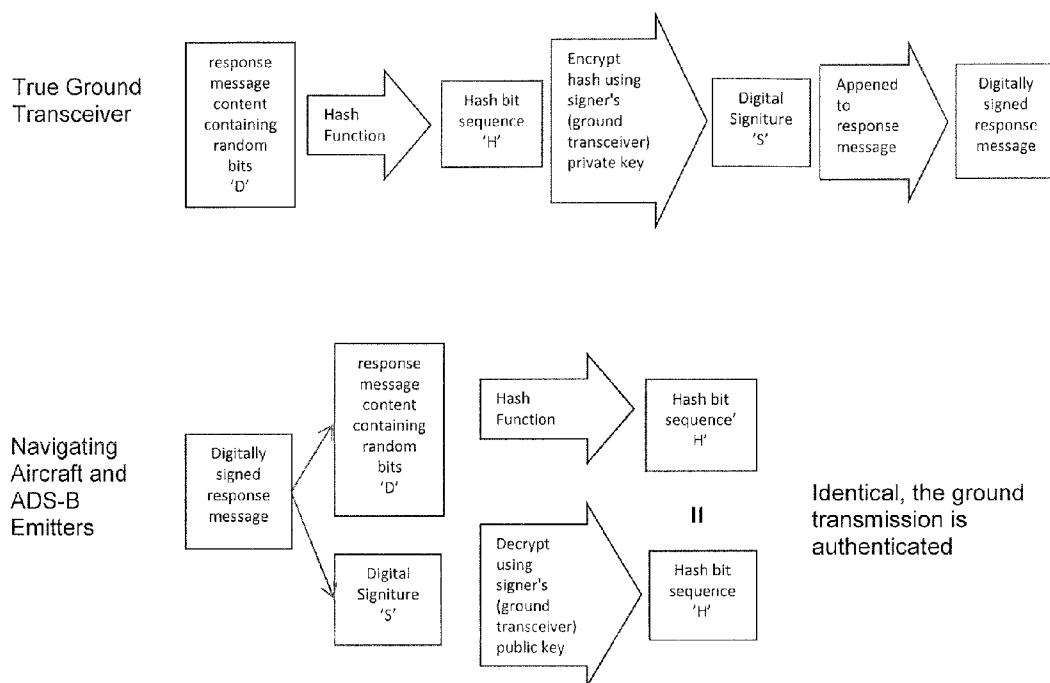 True Ground
Transceiver
response
message
content
containing
random
bits
'D'
Hash
Function
Hash bit
sequence
'H'
Encrypt
hash using
signer's
(ground
transceiver)
private key
Digital
Signiture
'S'
Appened
to
response
message
Digitally
signed
response
message
Navigating
Aircraft and
ADS-B
Emitters
Digitally
signed
response
message
response
message
content
containing
random
bits
'D'
Hash
Function
Hash bit
sequence'
H'
Digital
Signiture
'S'
Decrypt
using
signer's
(ground
transceiver)
public key
=
Hash bit
sequence
'H'
Identical, the ground
transmission is
authenticated